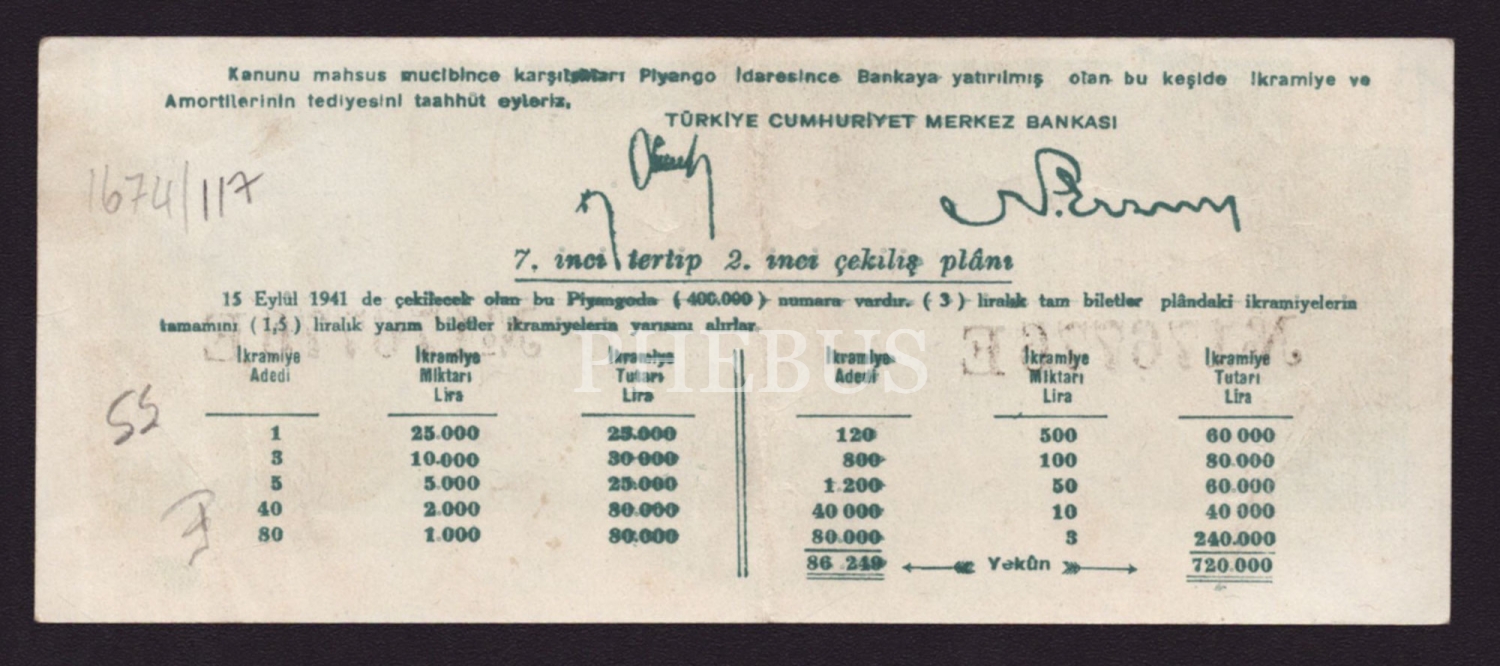 Kanunu mahsus mucibince karşılıkları Piyango İdaresince Bankaya yatırılmış olan bu keşide İkramiye ve
Amortilerinin tediyesini taahhüt eyleriz.
TÜRKİYE CUMHURİYET MERKEZ BANKASI
1674/117
7. inci tertip 2. inci çekiliş plânı
15 Eylûl 1941 de çekilecek olan bu Piyangoda (400.000) numara vardır. (3) liralık tam biletler plândaki ikramiyelerin
tamamını (1,5) liralık yarım biletler ikramiyelerin yarısını alırlar.
PHEBUS
İkramiye Adedi İkramiye Miktarı Lira İkramiye Tutarı Lira
1 25.000 25.000
3 10.000 30.000
5 5.000 25.000
40 2.000 80.000
80 1.000 80.000
İkramiye Adedi İkramiye Miktarı Lira İkramiye Tutarı Lira
120 500 60 000
800 100 80.000
1.200 50 60.000
40 000 10 40 000
80.000 3 240.000
86 249 Yekûn 720.000